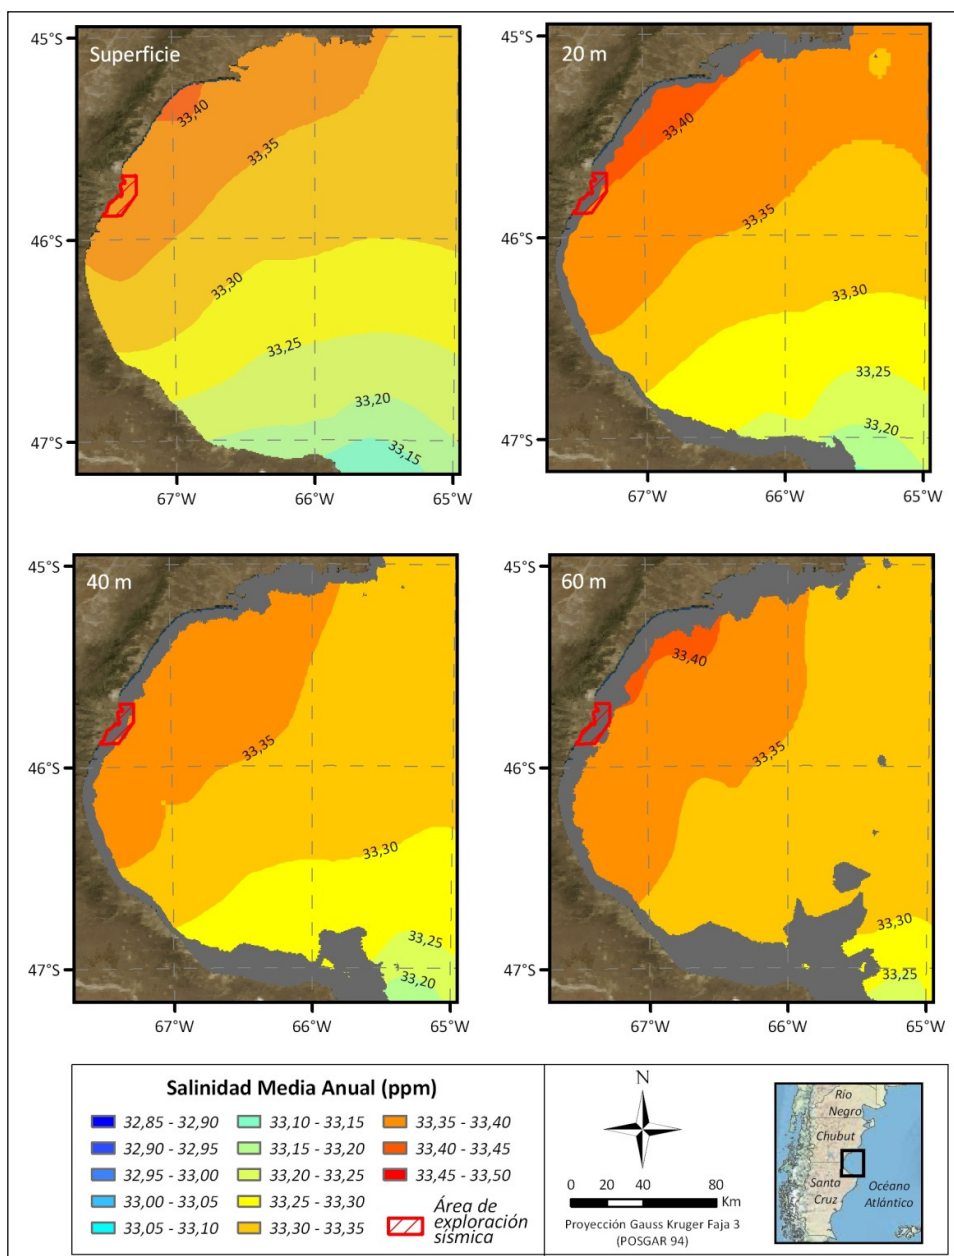 Superficie
45°S
46°S
47°S
67°W
66°W
65°W
33,40
33,35
33,30
33,25
33,20
33,15
20 m
45°S
46°S
47°S
67°W
66°W
65°W
33,40
33,35
33,30
33,25
33,20
40 m
45°S
46°S
47°S
67°W
66°W
65°W
33,35
33,30
33,25
33,20
60 m
45°S
46°S
47°S
67°W
66°W
65°W
33,40
33,35
33,30
33,25
Salinidad Media Anual (ppm)
32,85 - 32,90
32,90 - 32,95
32,95 - 33,00
33,00 - 33,05
33,05 - 33,10
33,10 - 33,15
33,15 - 33,20
33,20 - 33,25
33,25 - 33,30
33,30 - 33,35
33,35 - 33,40
33,40 - 33,45
33,45 - 33,50
Área de
exploración
sísmica
N
0 20 40 80
Km
Proyección Gauss Kruger Faja 3
(POSGAR 94)
Río
Negro
Chubut
Santa
Cruz
Océano
Atlántico